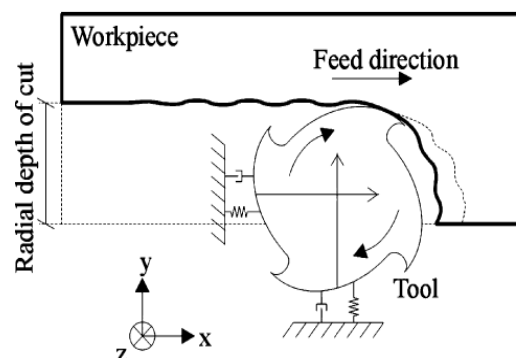 Workpiece
Feed direction
Radial depth of cut
Tool
y
x
z